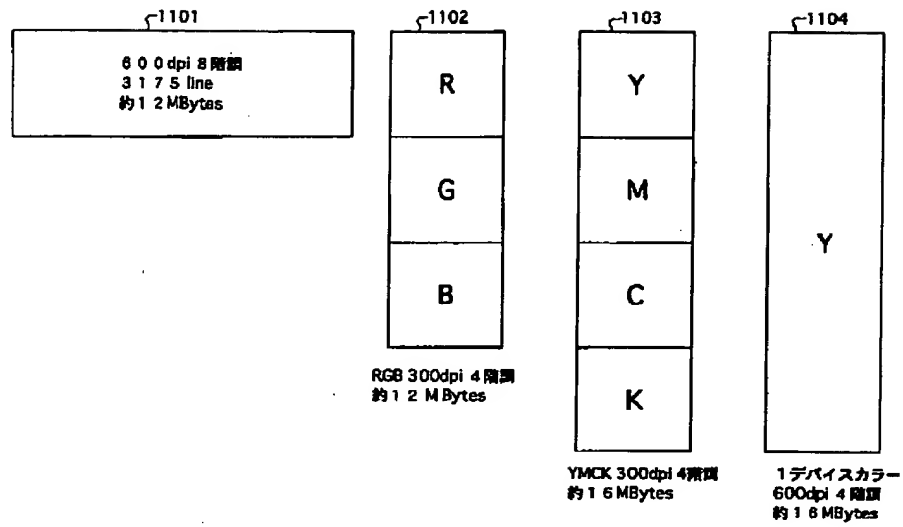 1101
600dpi 8階調
3175 line
約12MBytes
1102
R
G
B
RGB 300dpi 4階調
約12MBytes
1103
Y
M
C
K
YMCK 300dpi 4階調
約16MBytes
1104
Y
1デバイスカラー
600dpi 4階調
約16MBytes